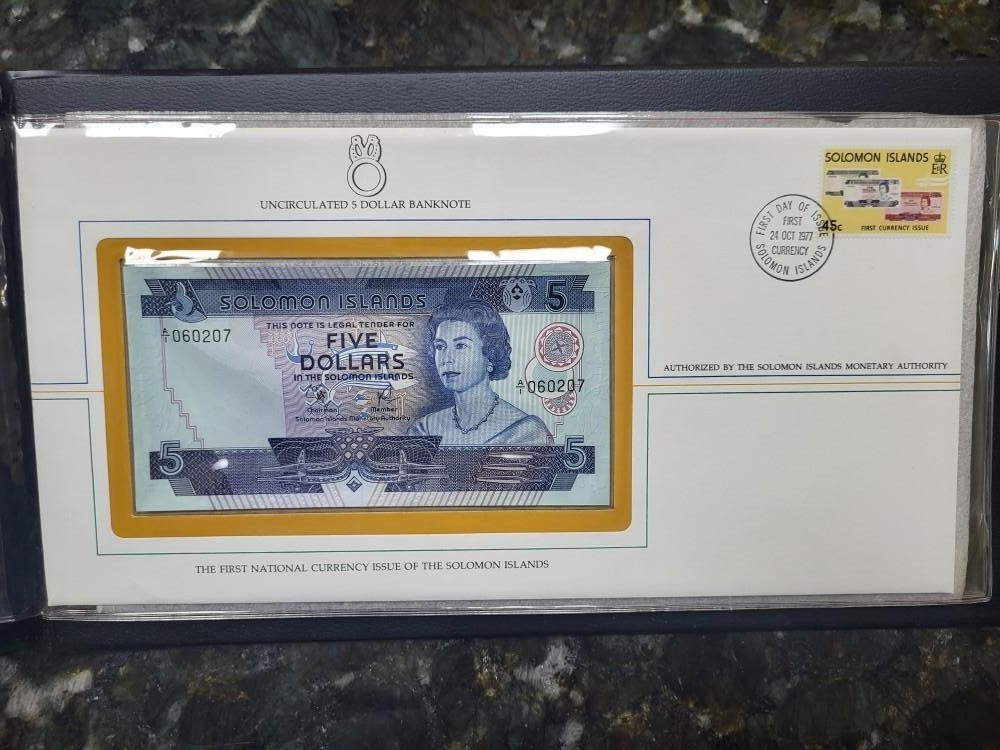 UNCIRCULATED 5 DOLLAR BANKNOTE
SOLOMON ISLANDS
E II R
45c
FIRST CURRENCY ISSUE
FIRST DAY OF ISSUE
FIRST
24 OCT 1977
CURRENCY
SOLOMON ISLANDS
SOLOMON ISLANDS 5
THIS NOTE IS LEGAL TENDER FOR
A/1 060207
FIVE
DOLLARS
IN THE SOLOMON ISLANDS
A/1 060207
Chairman Member
Solomon Islands Monetary Authority
5 5
AUTHORIZED BY THE SOLOMON ISLANDS MONETARY AUTHORITY
THE FIRST NATIONAL CURRENCY ISSUE OF THE SOLOMON ISLANDS